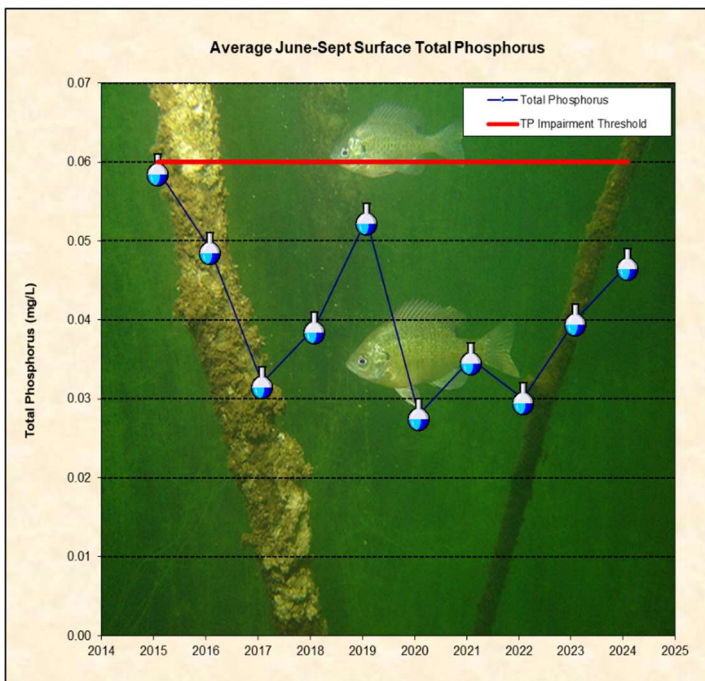 Average June-Sept Surface Total Phosphorus
Total Phosphorus
TP Impairment Threshold
Total Phosphorus (mg/L)
0.07
0.06
0.05
0.04
0.03
0.02
0.01
0.00
2014 2015 2016 2017 2018 2019 2020 2021 2022 2023 2024 2025